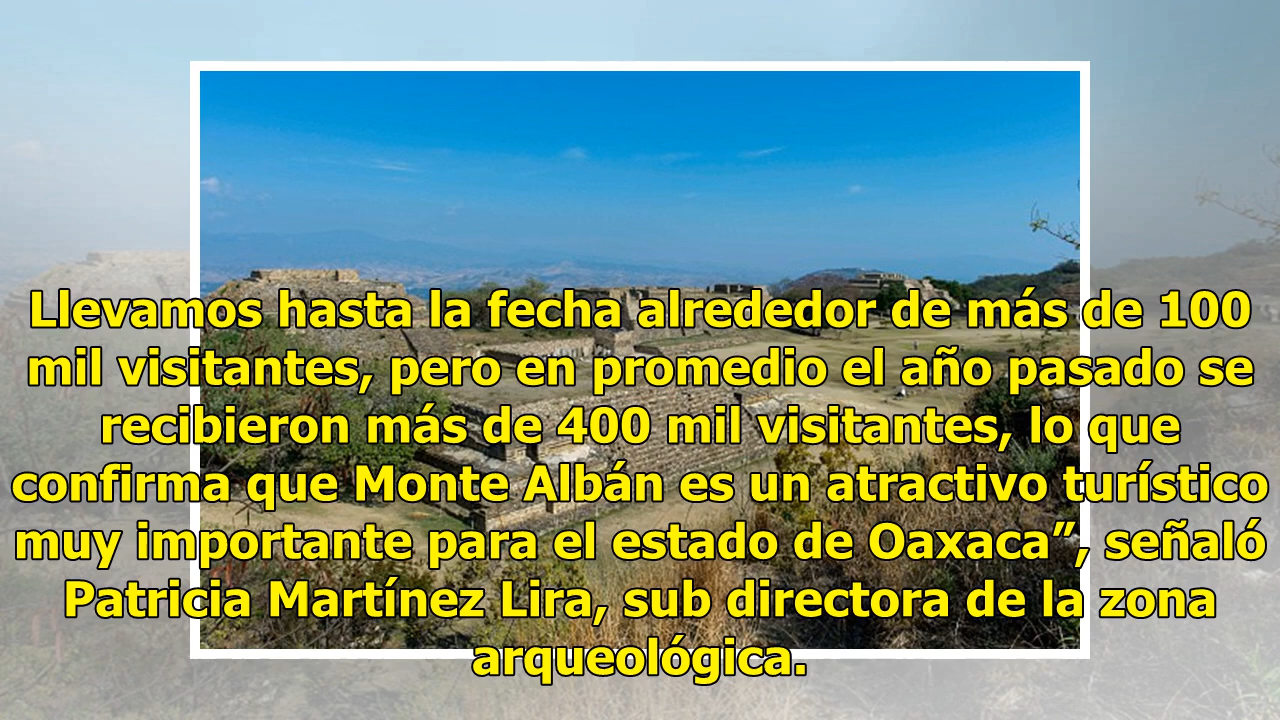 Llevamos hasta la fecha alrededor de más de 100
mil visitantes, pero en promedio el año pasado se
recibieron más de 400 mil visitantes, lo que
confirma que Monte Albán es un atractivo turístico
muy importante para el estado de Oaxaca”, señaló
Patricia Martínez Lira, sub directora de la zona
arqueológica.